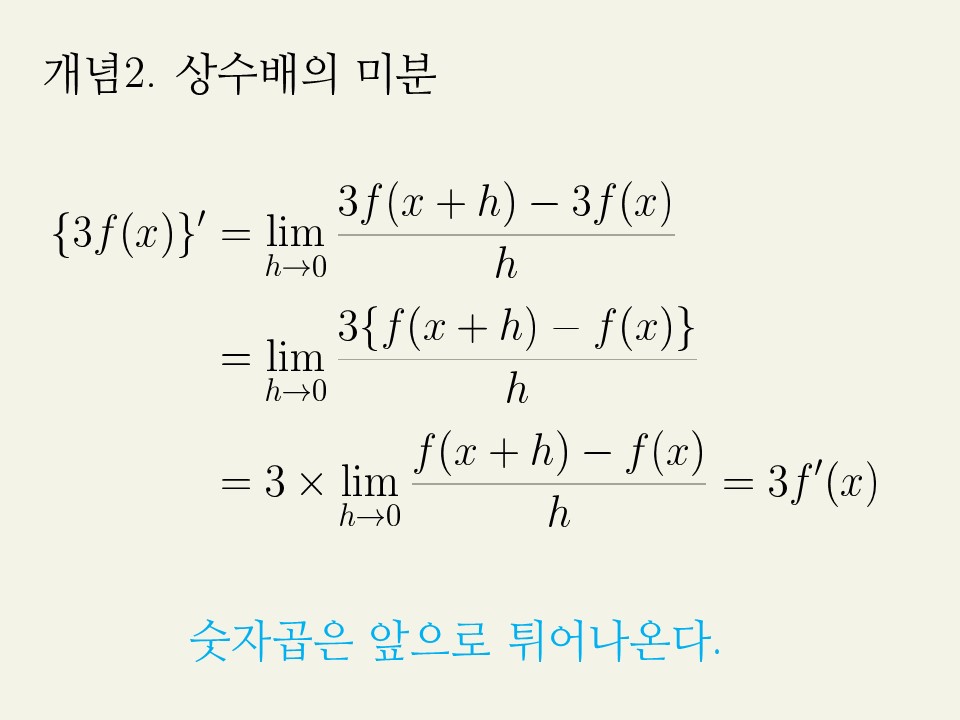 개념2. 상수배의 미분
$\{3f(x)\}' = \lim_{h \to 0} \frac{3f(x+h) - 3f(x)}{h}$
$= \lim_{h \to 0} \frac{3\{f(x+h) - f(x)\}}{h}$
$= 3 \times \lim_{h \to 0} \frac{f(x+h) - f(x)}{h} = 3f'(x)$
숫자곱은 앞으로 튀어나온다.